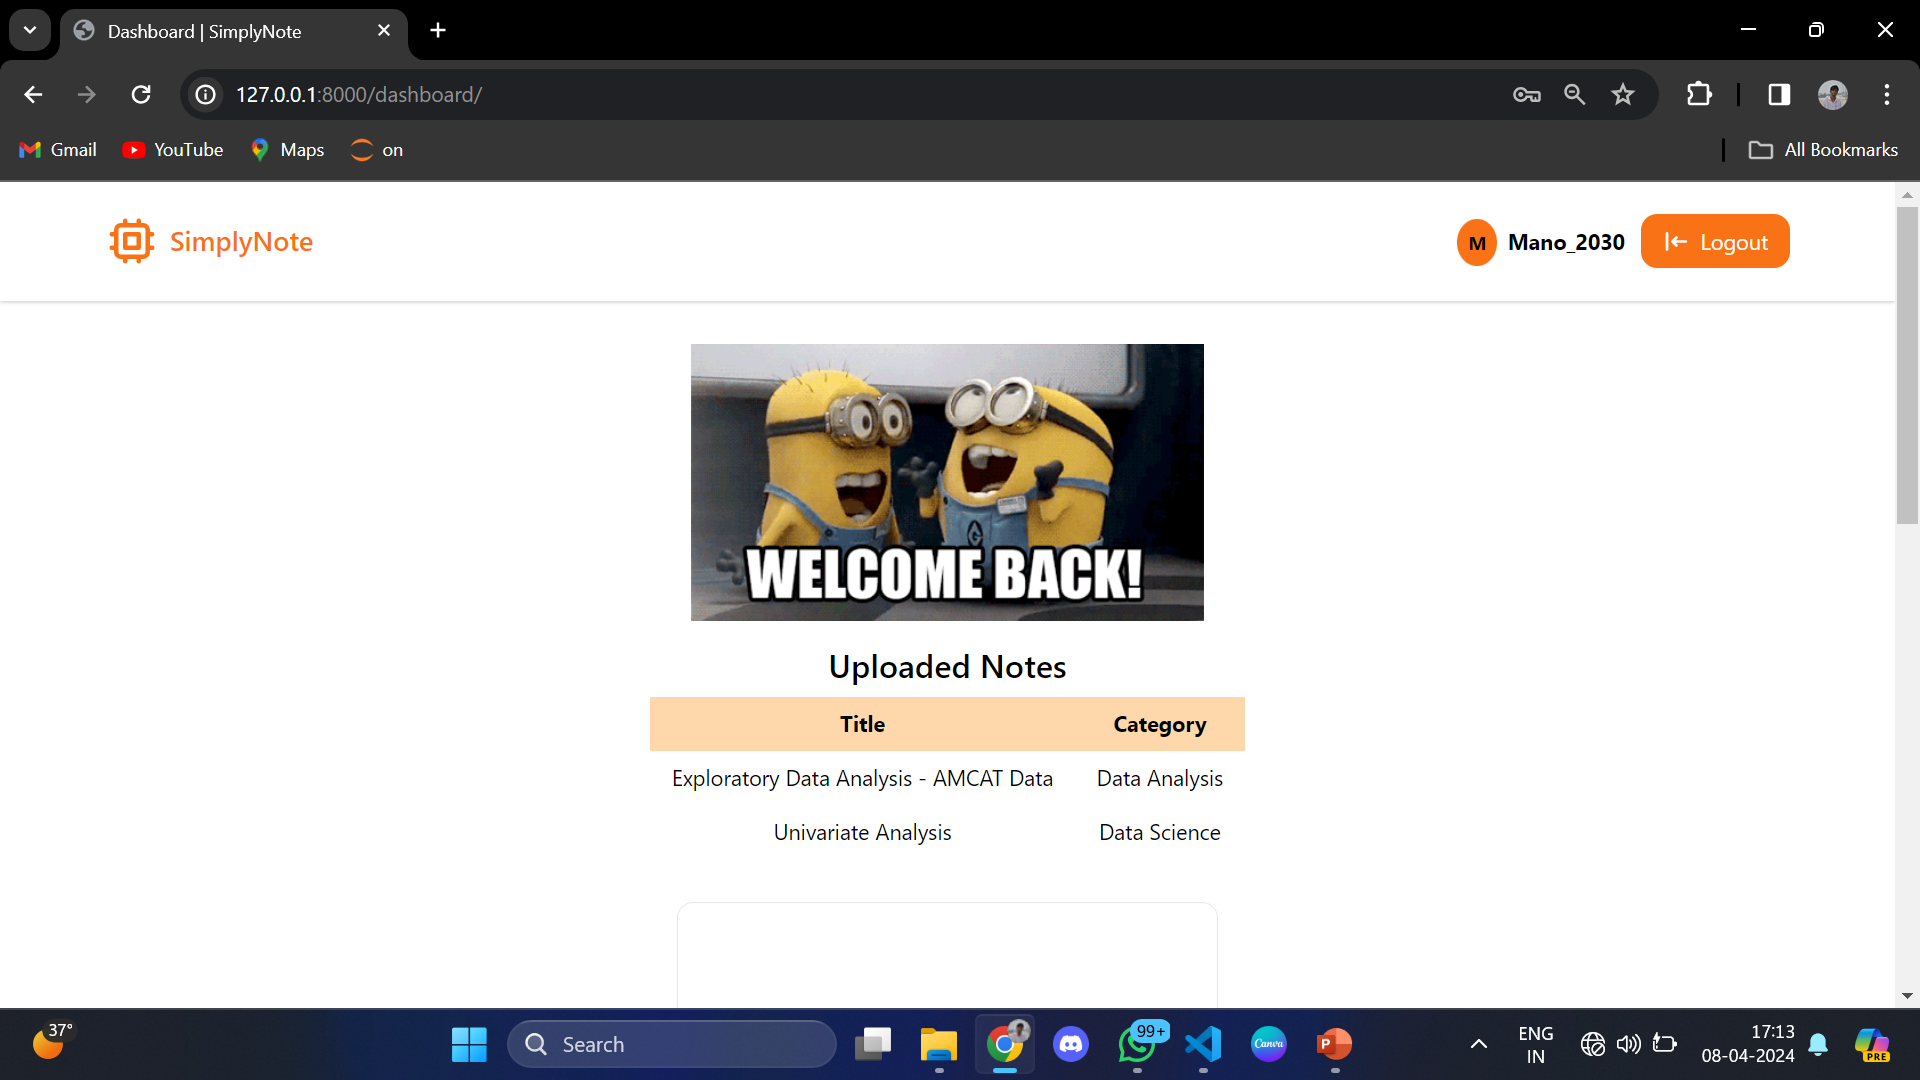 Dashboard | SimplyNote
127.0.0.1:8000/dashboard/
Gmail YouTube Maps on All Bookmarks
SimplyNote M Mano_2030 Logout
WELCOME BACK!
Uploaded Notes
Title Category
Exploratory Data Analysis - AMCAT Data Data Analysis
Univariate Analysis Data Science
37° Search 99+ Canva P ENG 17:13
IN 08-04-2024 PRE